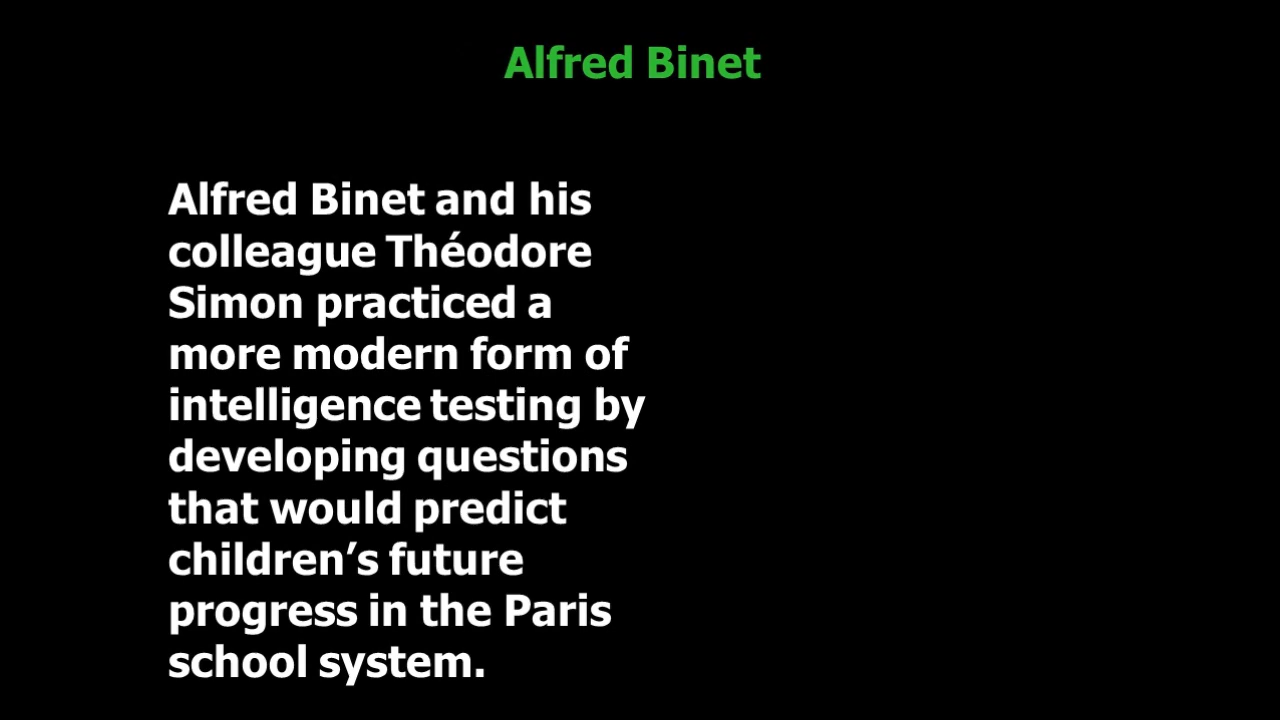 Alfred Binet
Alfred Binet and his
colleague Théodore
Simon practiced a
more modern form of
intelligence testing by
developing questions
that would predict
children’s future
progress in the Paris
school system.